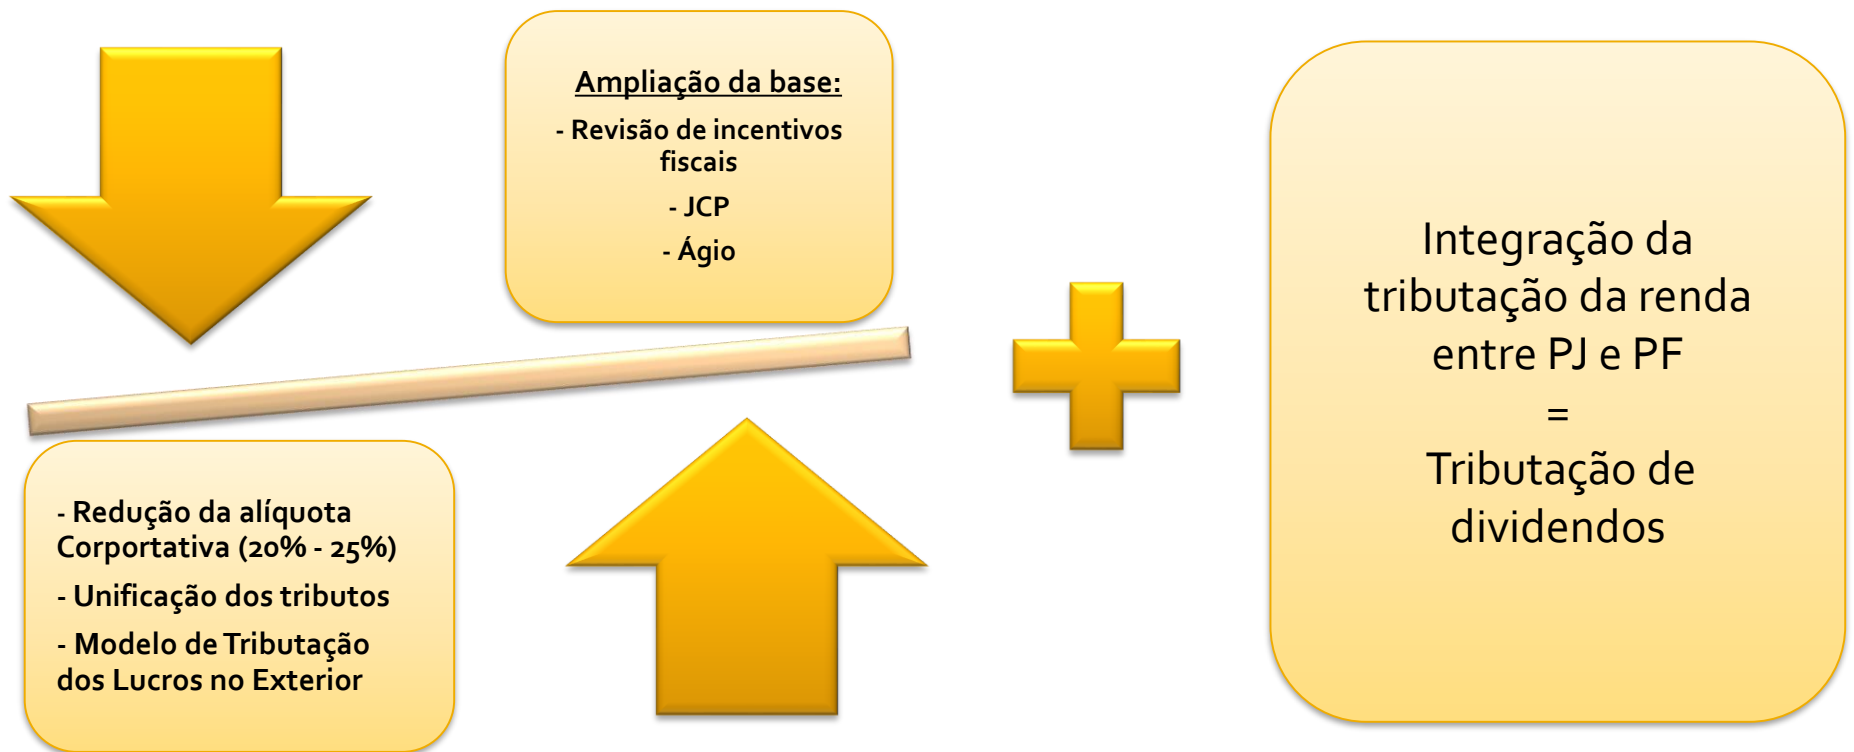 Ampliação da base:
- Revisão de incentivos
fiscais
- JCP
- Ágio
- Redução da alíquota
Corportativa (20% - 25%)
- Unificação dos tributos
- Modelo de Tributação
dos Lucros no Exterior
Integração da
tributação da renda
entre PJ e PF
=
Tributação de
dividendos